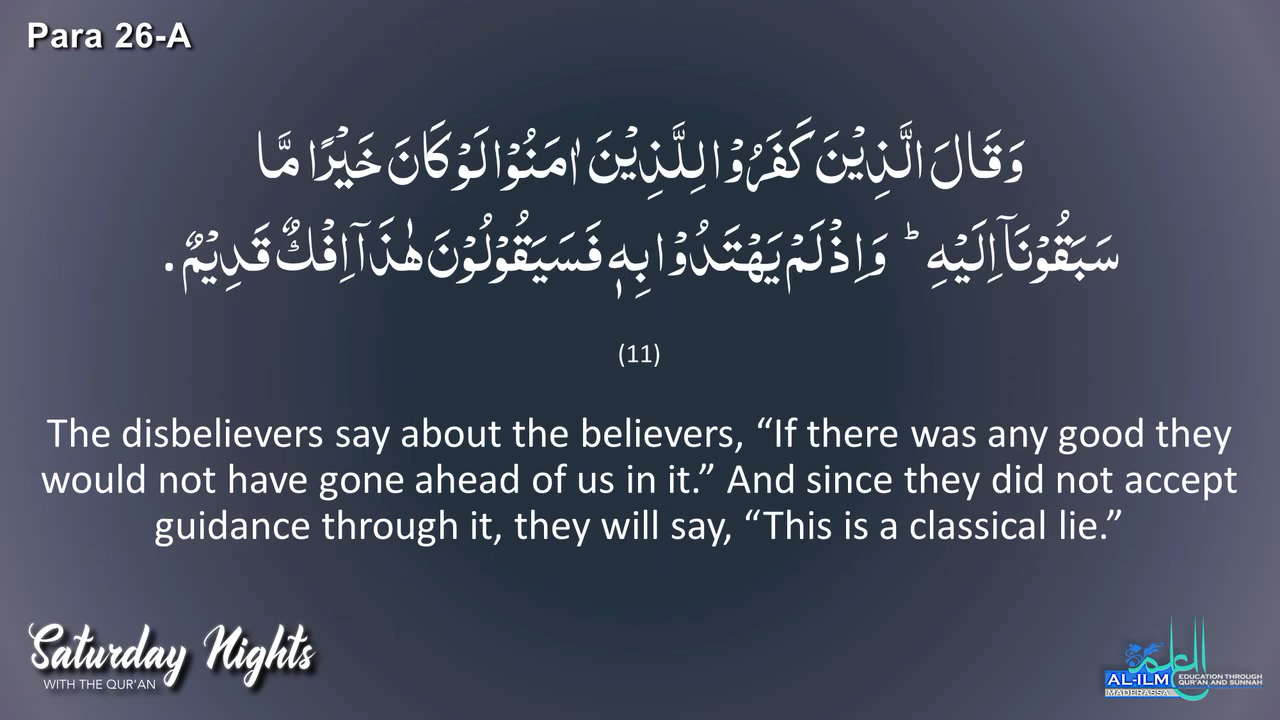 Para 26-A
وَقَالَ الَّذِيْنَ كَفَرُوْا لِلَّذِيْنَ اٰمَنُوْا لَوْ كَانَ خَيْرًا مَّا
سَبَقُوْنَآ اِلَيْهِ ؕ وَاِذْ لَمْ يَهْتَدُوْا بِهٖ فَسَيَقُوْلُوْنَ هٰذَآ اِفْكٌ قَدِيْمٌ.
(11)
The disbelievers say about the believers, “If there was any good they
would not have gone ahead of us in it.” And since they did not accept
guidance through it, they will say, “This is a classical lie.”
Saturday Nights
WITH THE QUR'AN
العلم
AL-ILM
MADERASSA
EDUCATION THROUGH
QUR'AN AND SUNNAH